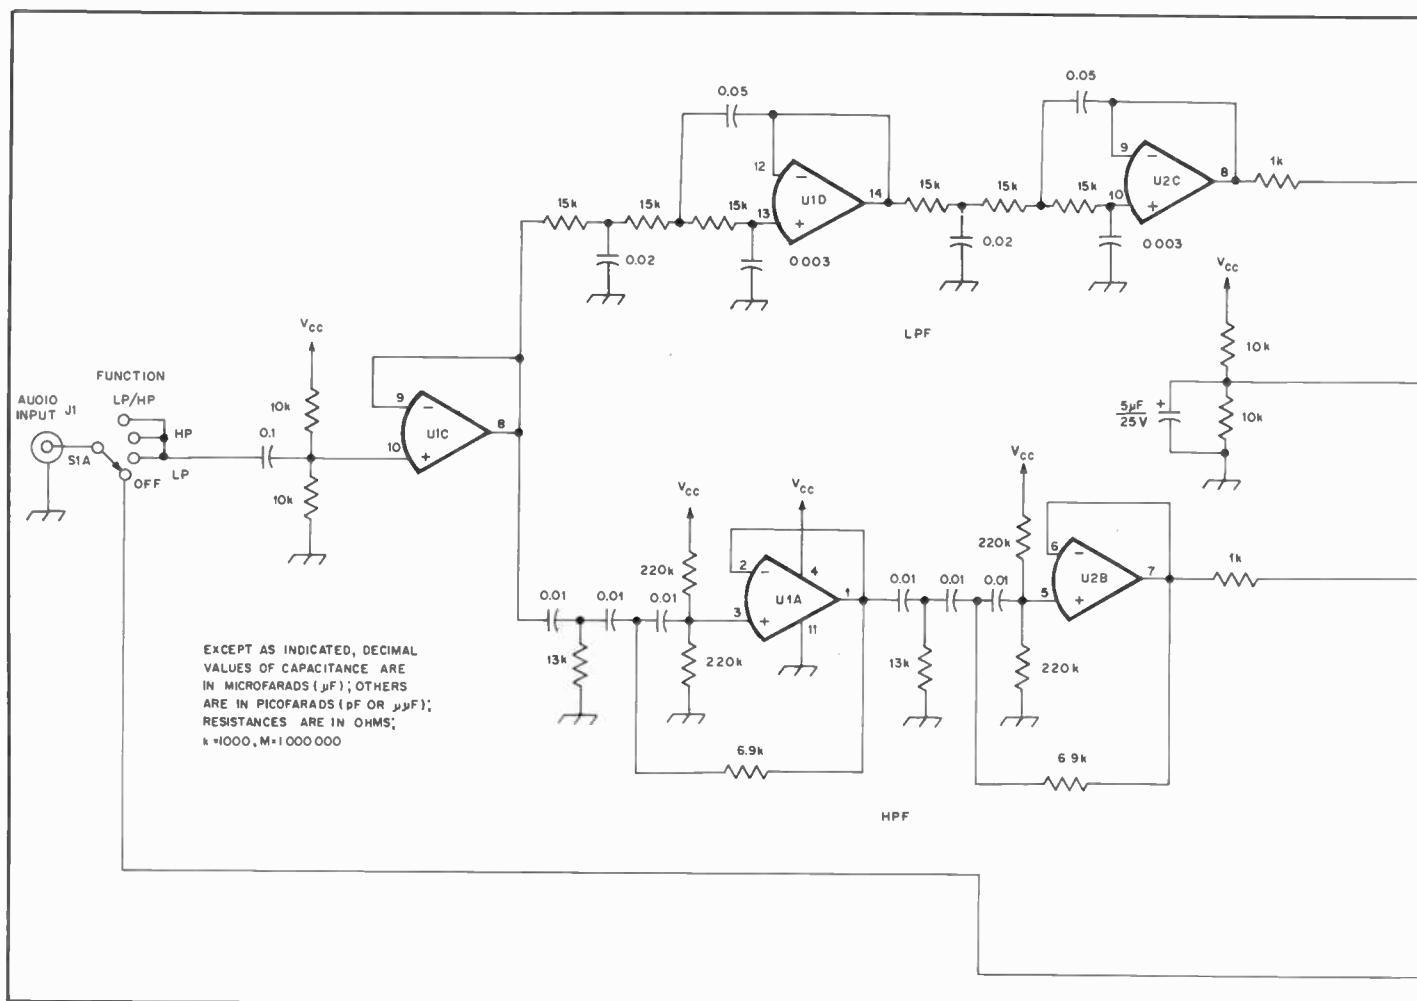 0.05
0.05
12
−
U1D
14
13
+
9
−
U2C
8
10
+
1k
15k
15k
15k
15k
15k
15k
0.02
0.003
0.02
0.003
LPF
VCC
10k
5µF
25V
+
10k
VCC
FUNCTION
LP/HP
AUDIO
INPUT J1
HP
S1A
LP
OFF
0.1
10k
10k
9
−
U1C
8
10
+
VCC
VCC
VCC
220k
2
−
4
U1A
1
3
+
11
220k
6
−
U2B
7
5
+
1k
0.01
0.01
0.01
0.01
0.01
0.01
13k
220k
13k
220k
6.9k
6.9k
HPF
EXCEPT AS INDICATED, DECIMAL
VALUES OF CAPACITANCE ARE
IN MICROFARADS (µF); OTHERS
ARE IN PICOFARADS (pF OR µµF);
RESISTANCES ARE IN OHMS;
k=1000, M=1000000